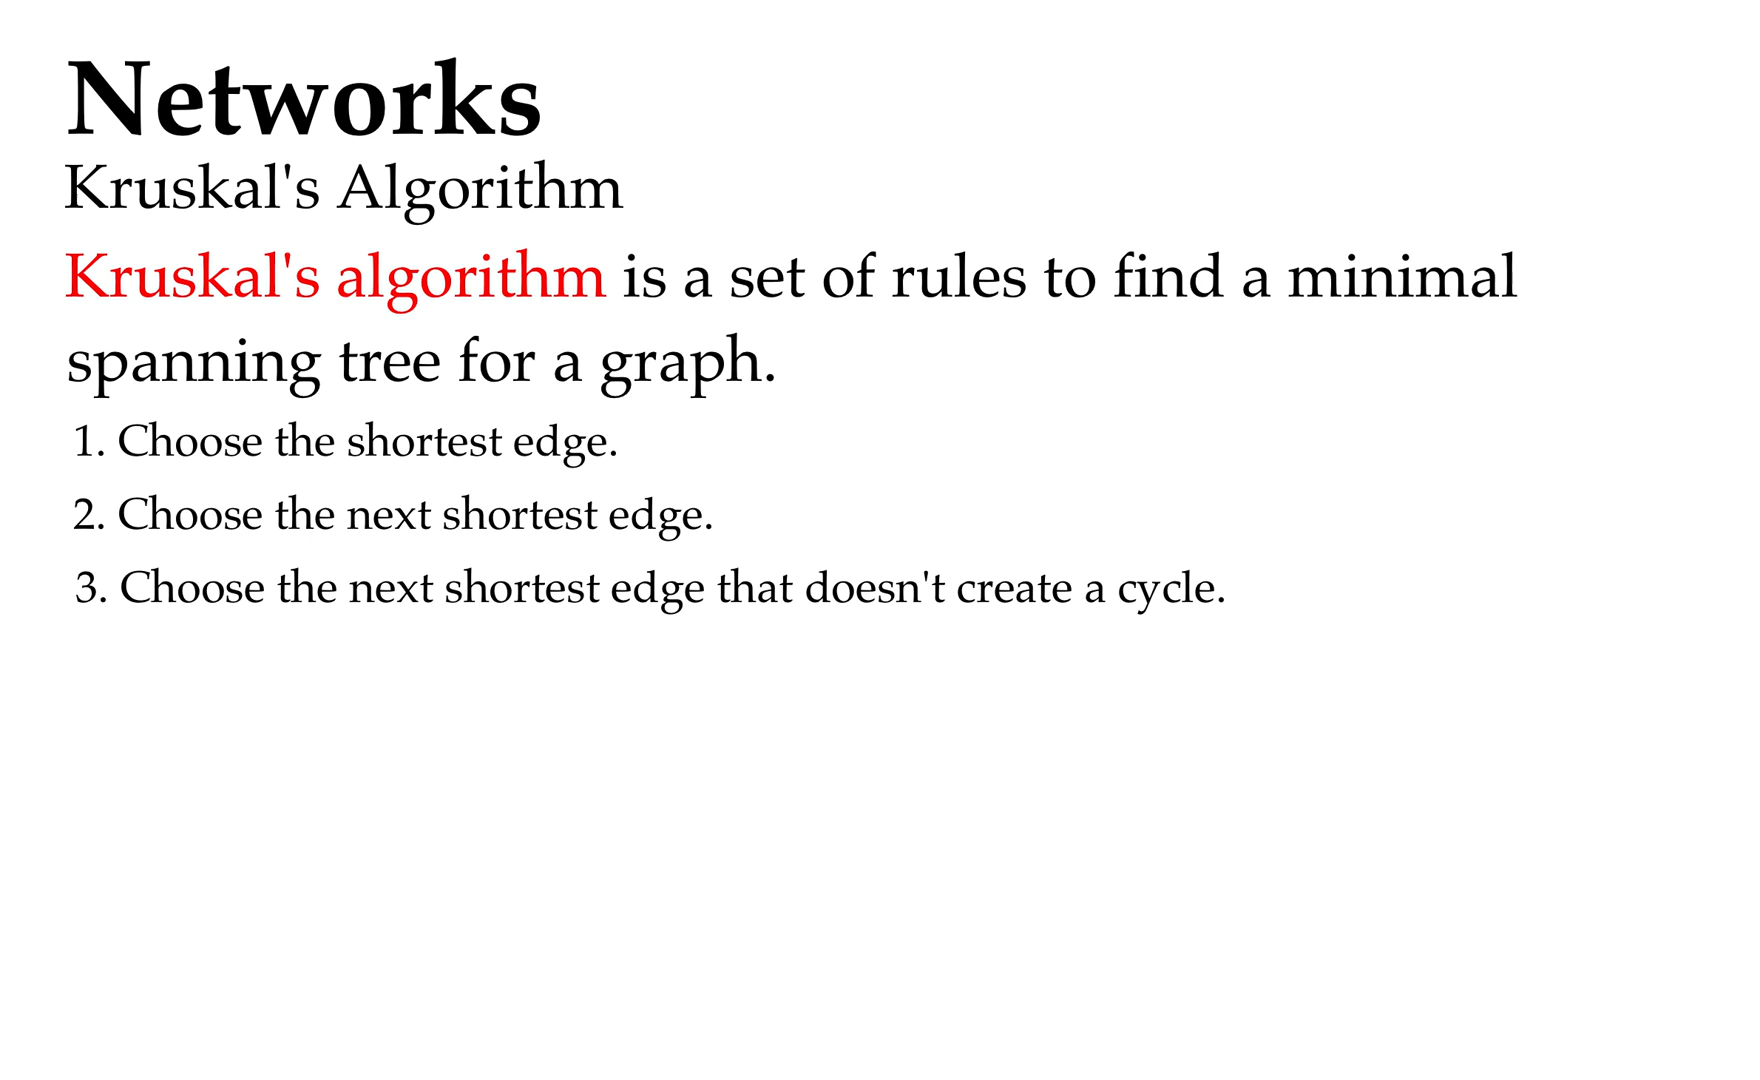 Networks
Kruskal's Algorithm
Kruskal's algorithm is a set of rules to find a minimal
spanning tree for a graph.
1. Choose the shortest edge.
2. Choose the next shortest edge.
3. Choose the next shortest edge that doesn't create a cycle.